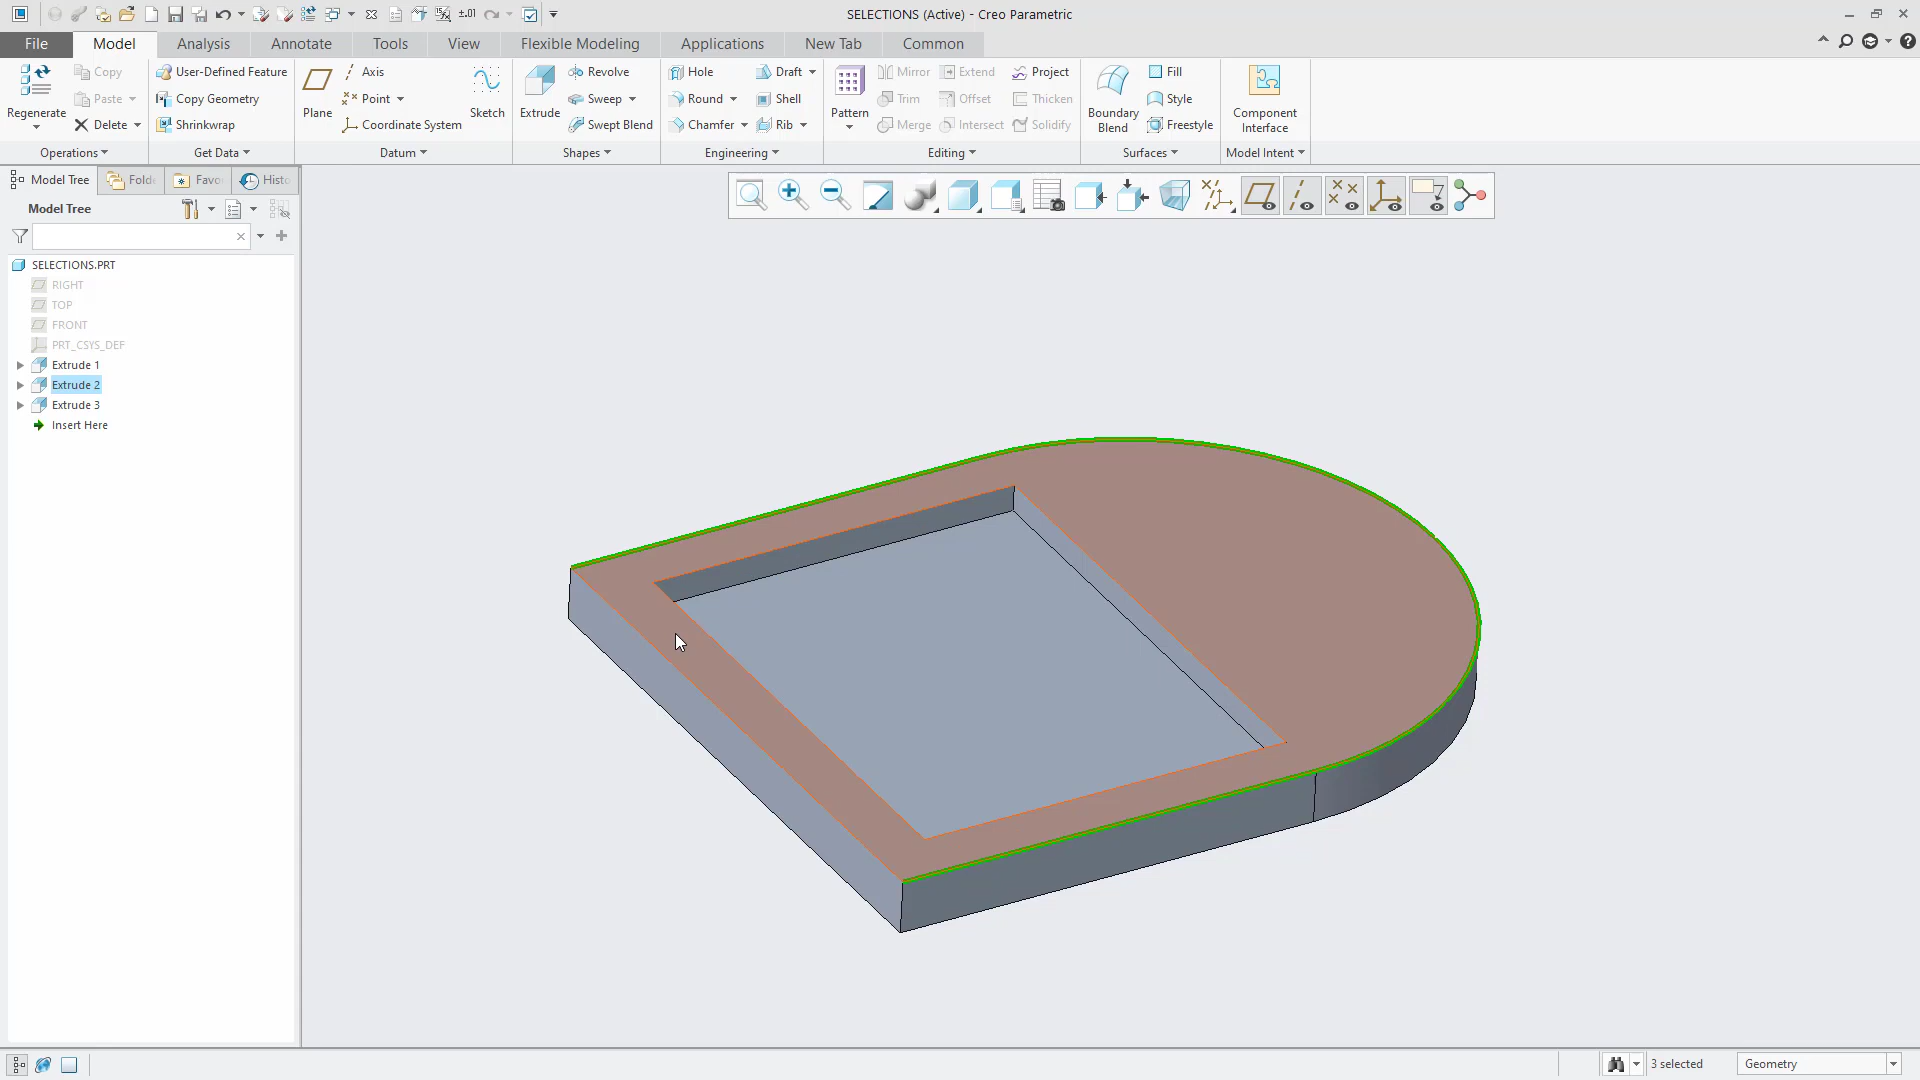 SELECTIONS (Active) - Creo Parametric
File Model Analysis Annotate Tools View Flexible Modeling Applications New Tab Common
Regenerate
Copy
Paste
Delete
Operations
User-Defined Feature
Copy Geometry
Shrinkwrap
Get Data
Plane
Axis
Point
Coordinate System
Sketch
Datum
Extrude
Revolve
Sweep
Swept Blend
Shapes
Hole
Draft
Round
Shell
Chamfer
Rib
Engineering
Pattern
Mirror
Extend
Project
Trim
Offset
Thicken
Merge
Intersect
Solidify
Editing
Boundary
Blend
Fill
Style
Freestyle
Surfaces
Component
Interface
Model Intent
Model Tree Folde Favo Histo
Model Tree
SELECTIONS.PRT
RIGHT
TOP
FRONT
PRT_CSYS_DEF
Extrude 1
Extrude 2
Extrude 3
Insert Here
3 selected
Geometry